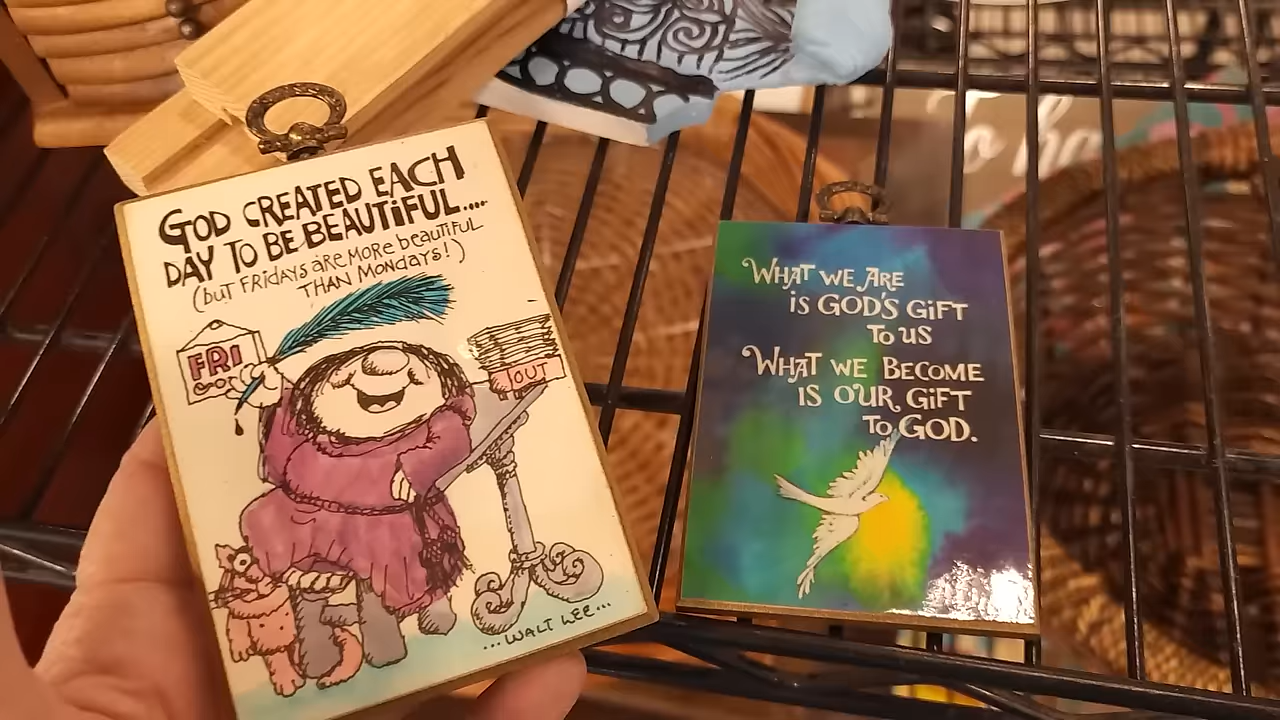 GOD CREATED EACH
DAY TO BE BEAUTiFUL....
(but FRidays aRe MoRe beautiful
THAN MoNdays!)
FRI
OUT
...WALT LEE...
WHAT WE ARE
iS GOD'S GiFT
To US
WHAT WE BECOME
IS OUR GiFT
To GOD.